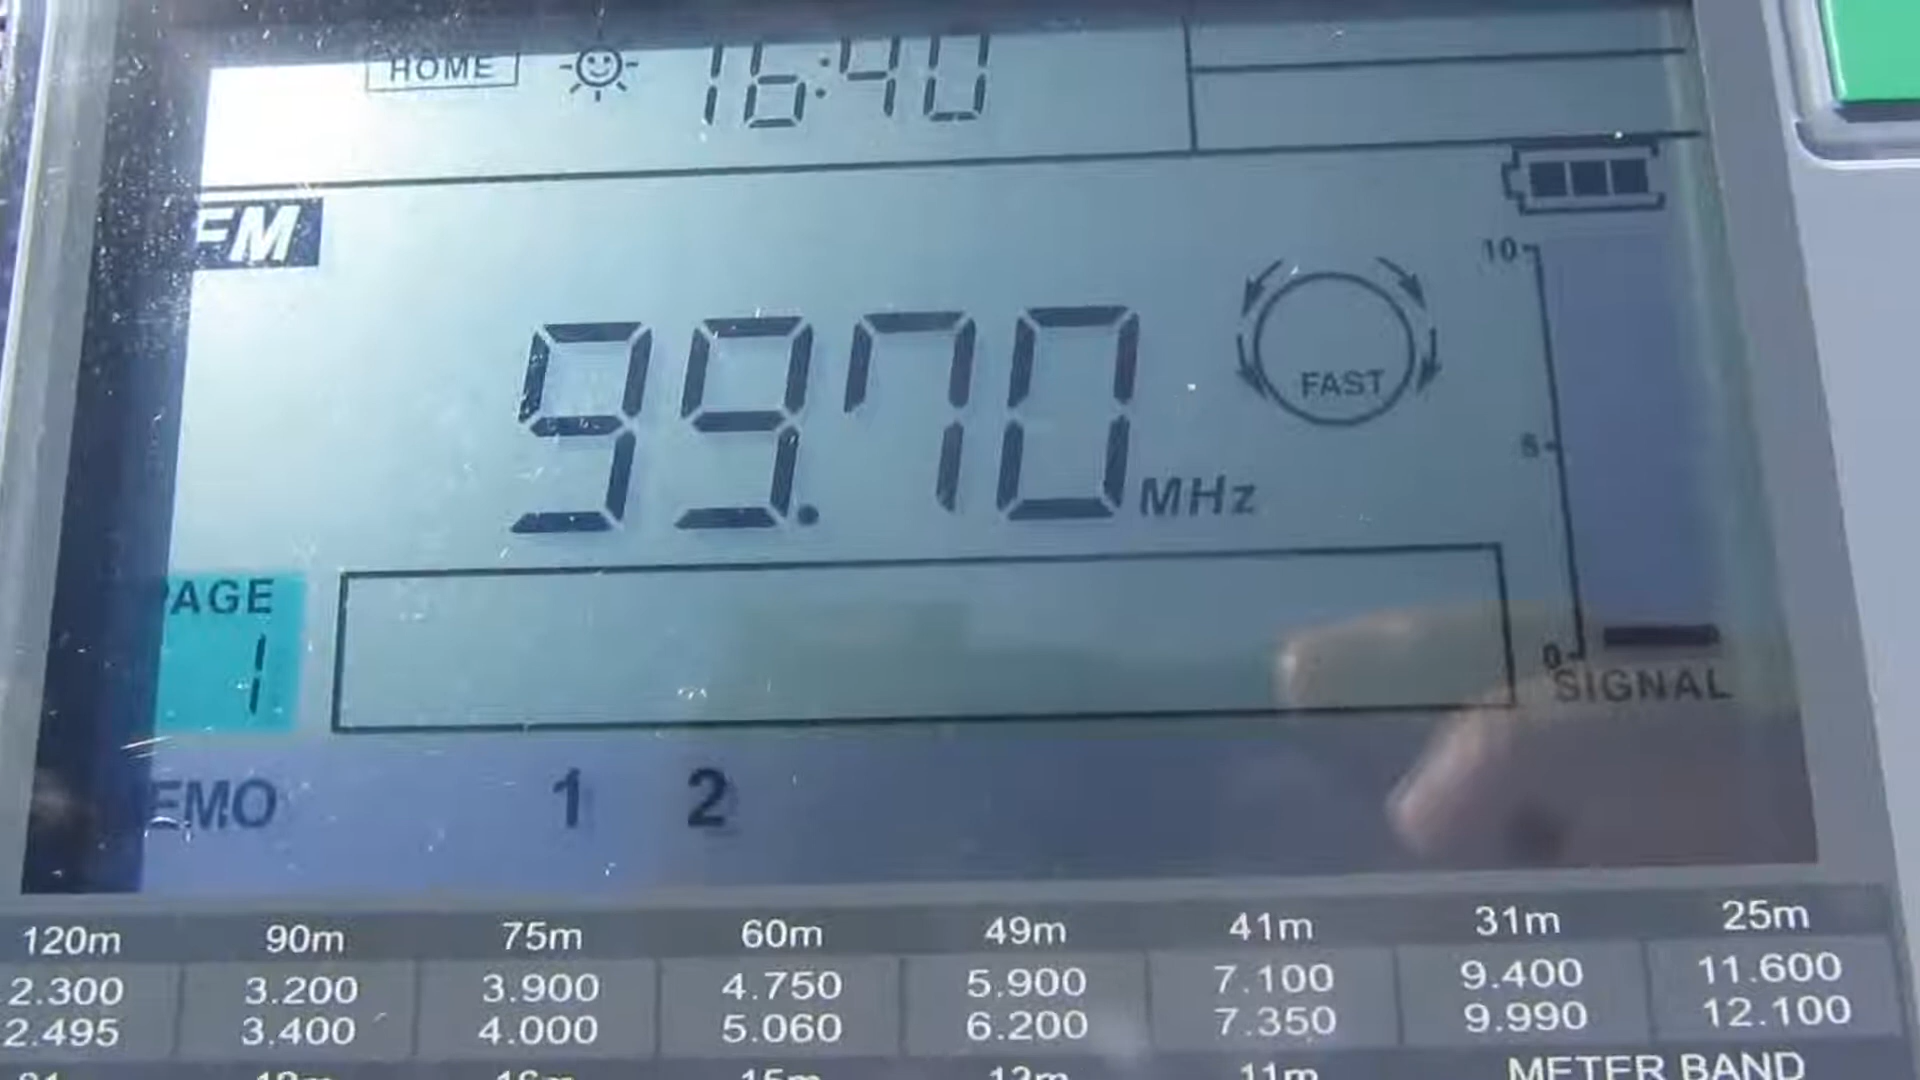 HOME 16:40
FM
10
99.70 MHz
FAST
5
PAGE
1
0
SIGNAL
MEMO 1 2
120m 90m 75m 60m 49m 41m 31m 25m
2.300 3.200 3.900 4.750 5.900 7.100 9.400 11.600
2.495 3.400 4.000 5.060 6.200 7.350 9.990 12.100
15m 11m METER BAND